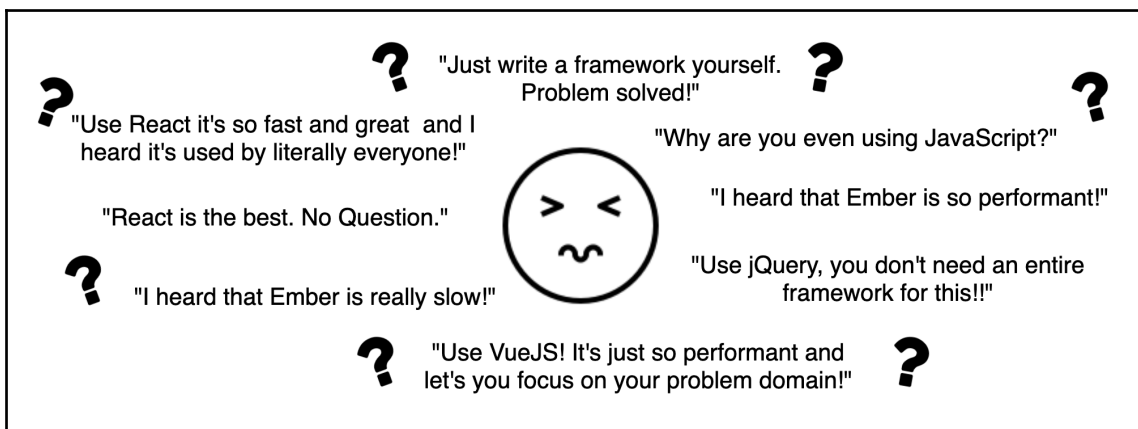 "Just write a framework yourself.
Problem solved!"
"Use React it's so fast and great and I
heard it's used by literally everyone!"
"Why are you even using JavaScript?"
"I heard that Ember is so performant!"
"React is the best. No Question."
"Use jQuery, you don't need an entire
framework for this!!"
"I heard that Ember is really slow!"
"Use VueJS! It's just so performant and
let's you focus on your problem domain!"